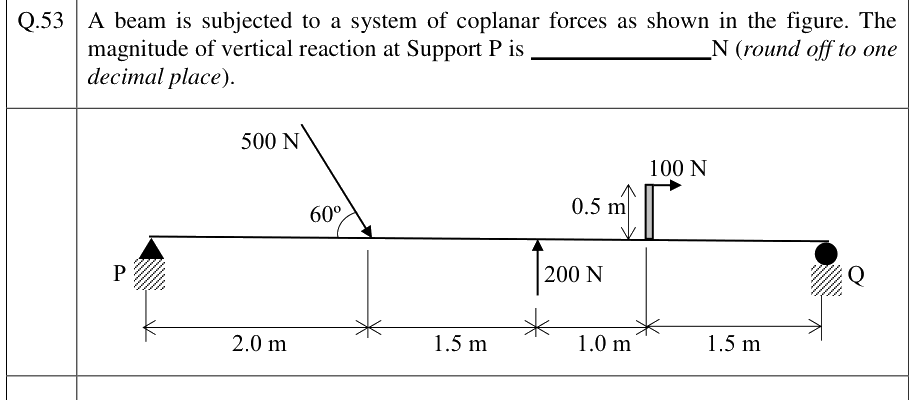 Q.53 A beam is subjected to a system of coplanar forces as shown in the figure. The
magnitude of vertical reaction at Support P is ________________N (round off to one
decimal place).
500 N
100 N
0.5 m
60º
P
200 N
Q
2.0 m
1.5 m
1.0 m
1.5 m